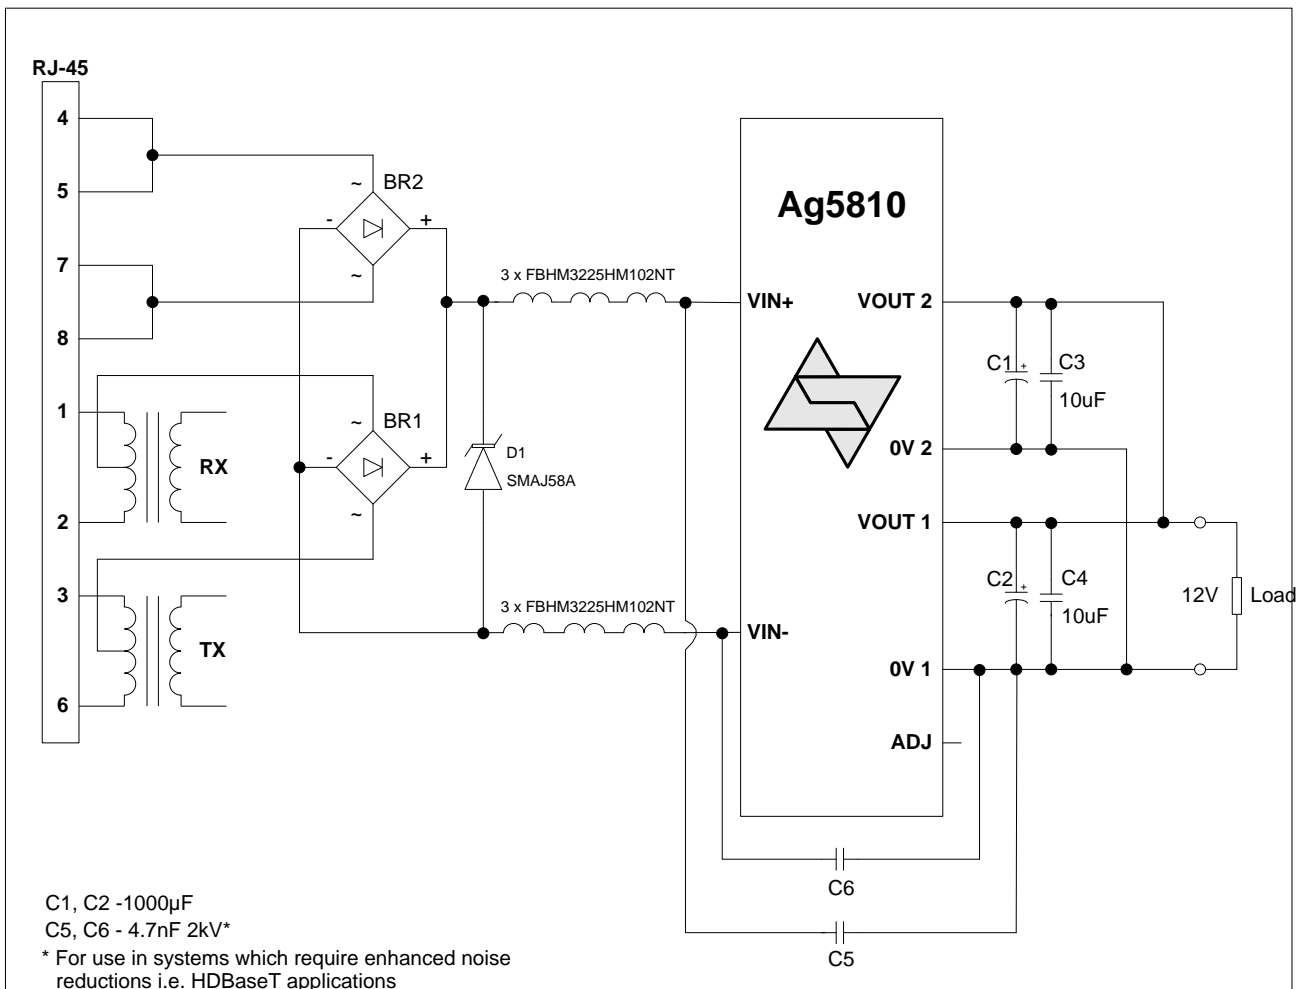 RJ-45
4
5
7
8
1
2
3
6
RX
TX
~
BR2
-
+
~
~
BR1
-
+
~
3 x FBHM3225HM102NT
D1
SMAJ58A
3 x FBHM3225HM102NT
Ag5810
VIN+
VOUT 2
0V 2
VOUT 1
VIN-
0V 1
ADJ
C1
+
C3
10uF
C2
+
C4
10uF
12V
Load
C6
C5
C1, C2 -1000µF
C5, C6 - 4.7nF 2kV*
* For use in systems which require enhanced noise
reductions i.e. HDBaseT applications